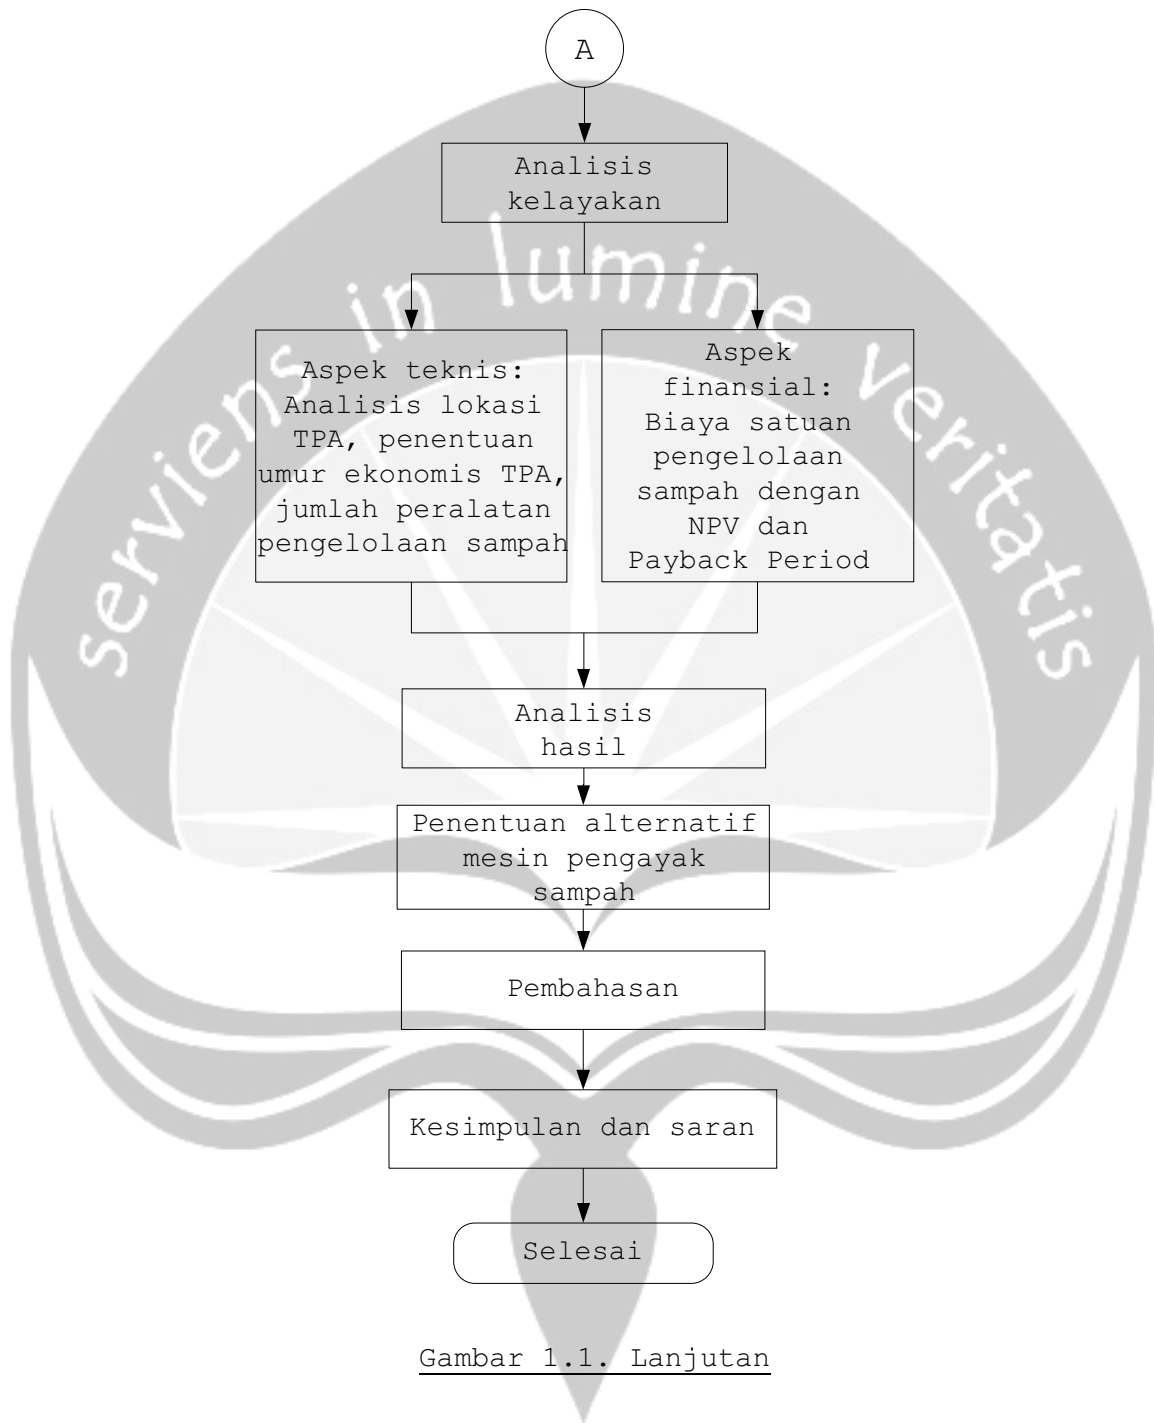 A
Analisis
kelayakan
serviens in lumine veritatis
Aspek teknis:
Analisis lokasi
TPA, penentuan
umur ekonomis TPA,
jumlah peralatan
pengelolaan sampah
Aspek
finansial:
Biaya satuan
pengelolaan
sampah dengan
NPV dan
Payback Period
Analisis
hasil
Penentuan alternatif
mesin pengayak
sampah
Pembahasan
Kesimpulan dan saran
Selesai
Gambar 1.1. Lanjutan